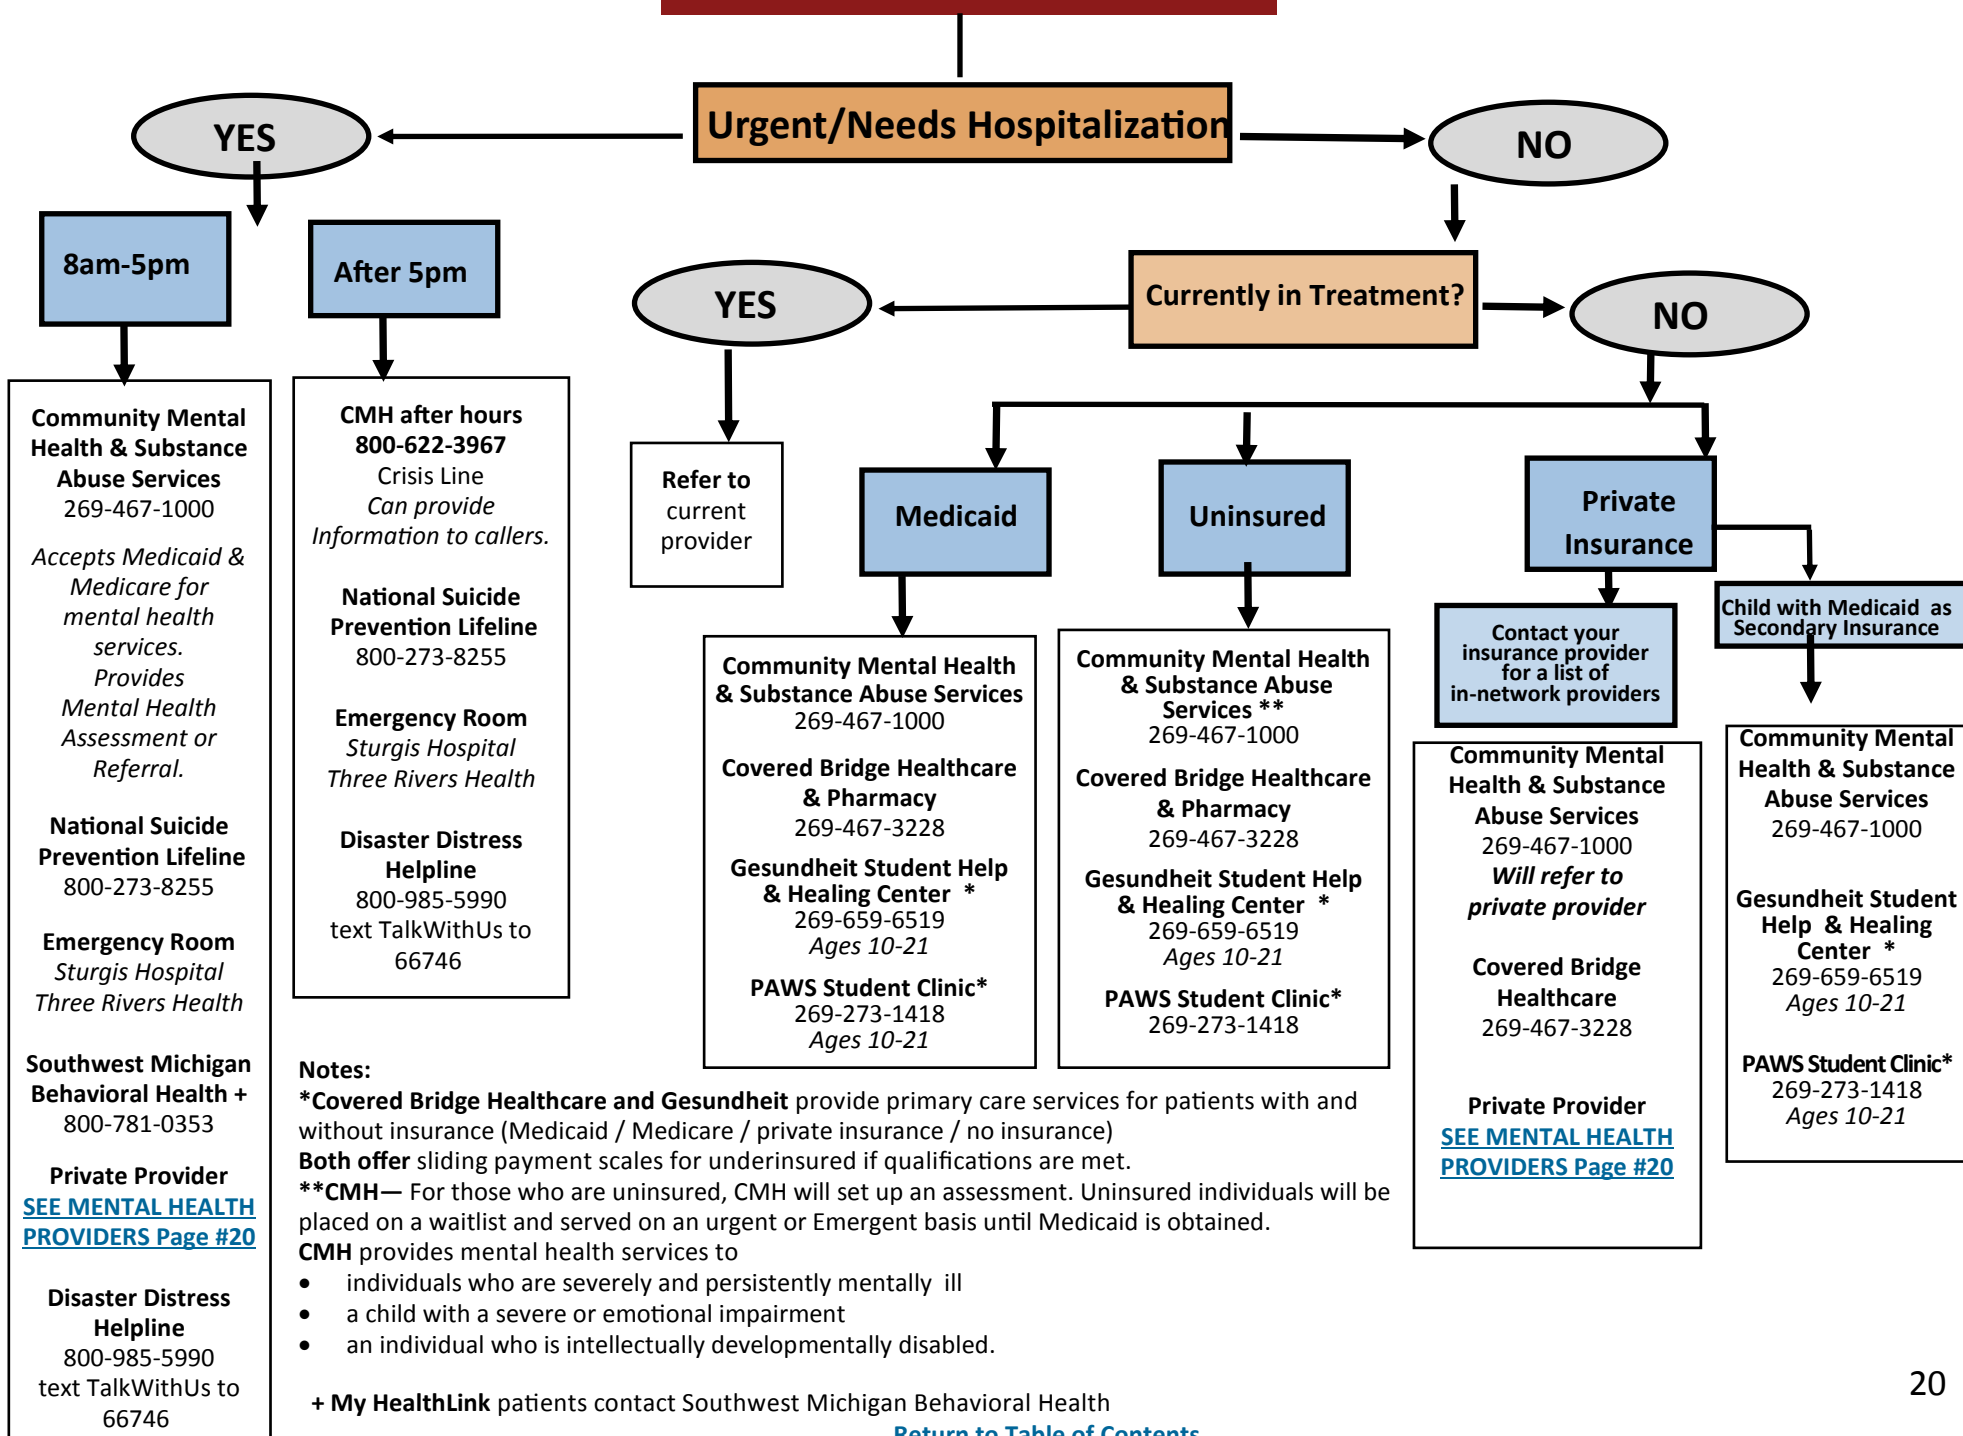 Urgent/Needs Hospitalization
YES
NO
8am-5pm
After 5pm
Currently in Treatment?
YES
NO
Community Mental
Health & Substance
Abuse Services
269-467-1000
Accepts Medicaid &
Medicare for
mental health
services.
Provides
Mental Health
Assessment or
Referral.
National Suicide
Prevention Lifeline
800-273-8255
Emergency Room
Sturgis Hospital
Three Rivers Health
Southwest Michigan
Behavioral Health +
800-781-0353
Private Provider
SEE MENTAL HEALTH
PROVIDERS Page #20
Disaster Distress
Helpline
800-985-5990
text TalkWithUs to
66746
CMH after hours
800-622-3967
Crisis Line
Can provide
Information to callers.
National Suicide
Prevention Lifeline
800-273-8255
Emergency Room
Sturgis Hospital
Three Rivers Health
Disaster Distress
Helpline
800-985-5990
text TalkWithUs to
66746
Refer to
current
provider
Medicaid
Uninsured
Private
Insurance
Community Mental Health
& Substance Abuse Services
269-467-1000
Covered Bridge Healthcare
& Pharmacy
269-467-3228
Gesundheit Student Help
& Healing Center *
269-659-6519
Ages 10-21
PAWS Student Clinic*
269-273-1418
Ages 10-21
Community Mental Health
& Substance Abuse
Services **
269-467-1000
Covered Bridge Healthcare
& Pharmacy
269-467-3228
Gesundheit Student Help
& Healing Center *
269-659-6519
Ages 10-21
PAWS Student Clinic*
269-273-1418
Contact your
insurance provider
for a list of
in-network providers
Community Mental
Health & Substance
Abuse Services
269-467-1000
Will refer to
private provider
Covered Bridge
Healthcare
269-467-3228
Private Provider
SEE MENTAL HEALTH
PROVIDERS Page #20
Child with Medicaid as
Secondary Insurance
Community Mental
Health & Substance
Abuse Services
269-467-1000
Gesundheit Student
Help & Healing
Center *
269-659-6519
Ages 10-21
PAWS Student Clinic*
269-273-1418
Ages 10-21
Notes:
*Covered Bridge Healthcare and Gesundheit provide primary care services for patients with and
without insurance (Medicaid / Medicare / private insurance / no insurance)
Both offer sliding payment scales for underinsured if qualifications are met.
**CMH— For those who are uninsured, CMH will set up an assessment. Uninsured individuals will be
placed on a waitlist and served on an urgent or Emergent basis until Medicaid is obtained.
CMH provides mental health services to
• individuals who are severely and persistently mentally ill
• a child with a severe or emotional impairment
• an individual who is intellectually developmentally disabled.
+ My HealthLink patients contact Southwest Michigan Behavioral Health
Return to Table of Contents
20